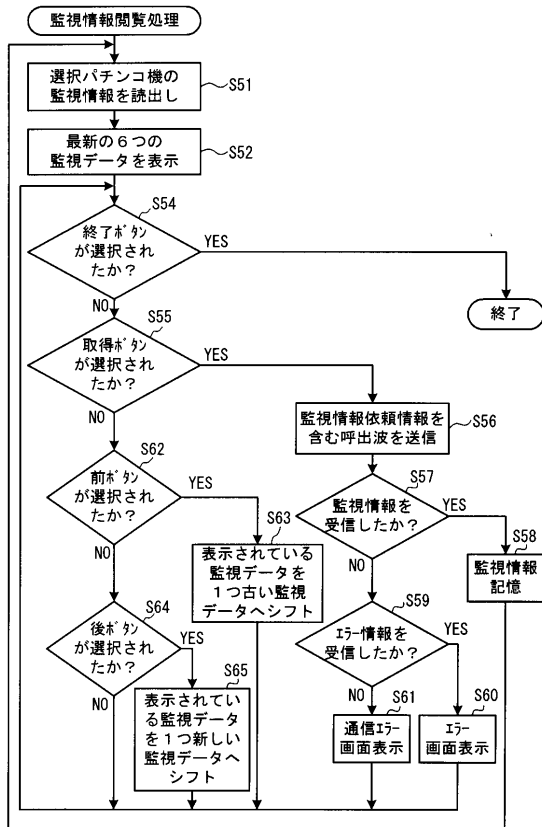 監視情報閲覧処理
選択パチンコ機の
監視情報を読出し
S51
最新の6つの
監視データを表示
S52
S54
終了ボタン
が選択され
たか?
YES
NO
終了
S55
取得ボタン
が選択され
たか?
YES
NO
監視情報依頼情報を
含む呼出波を送信
S56
S62
前ボタン
が選択され
たか?
YES
NO
S57
監視情報を
受信したか?
YES
NO
S63
表示されている
監視データを
1つ古い監視
データへシフト
S58
監視情報
記憶
S64
後ボタン
が選択され
たか?
YES
NO
S59
エラー情報を
受信したか?
YES
NO
S65
表示されてい
る監視データ
を1つ新しい
監視データへ
シフト
S61
通信エラー
画面表示
S60
エラー
画面表示